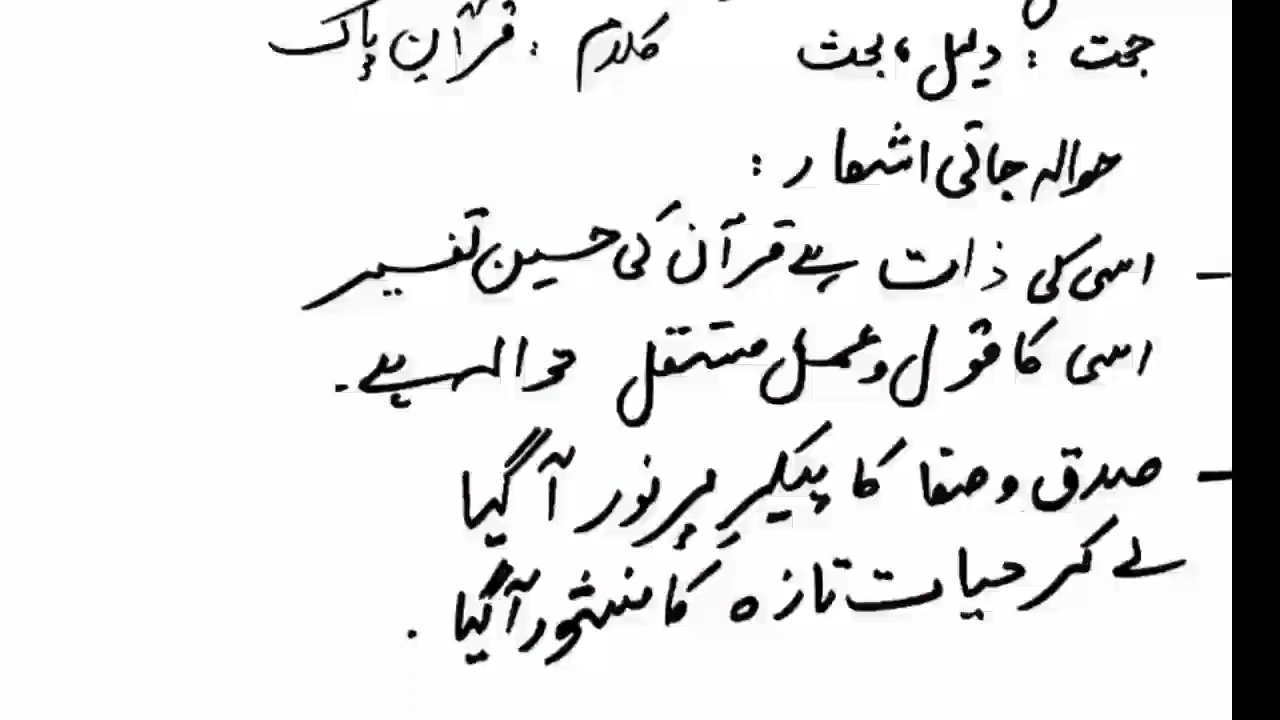 حجت : دلیل ، بحث کلام : قرآنِ پاک
حوالہ جاتی اشعار :
- اسی کی ذات ہے قرآن کی حسین تفسیر
اسی کا قول و عمل مستقل حوالہ ہے.
- صدق و صفا کا پیکرِ پرنور آ گیا
لے کر حیات تازہ کا منشور آ گیا .